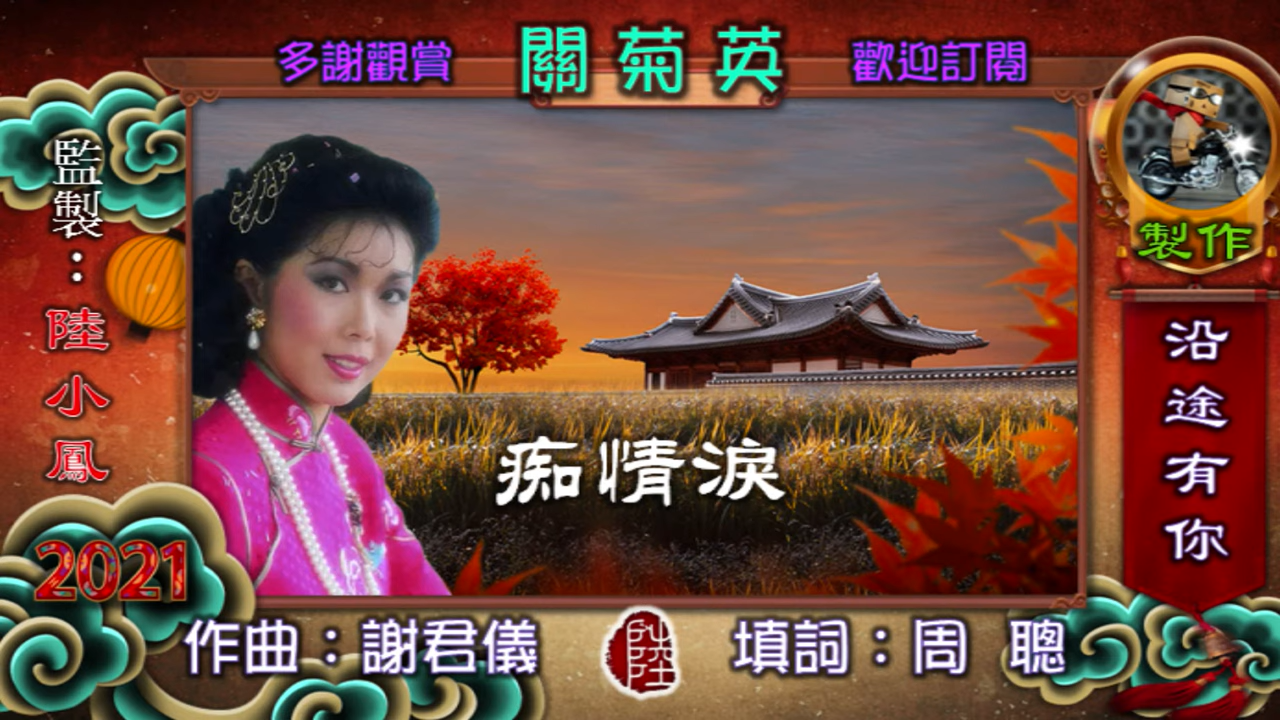 多謝觀賞
關菊英
歡迎訂閱
監製：陸小鳳
製作
沿途有你
痴情淚
2021
作曲：謝君儀
陸
填詞：周 聰